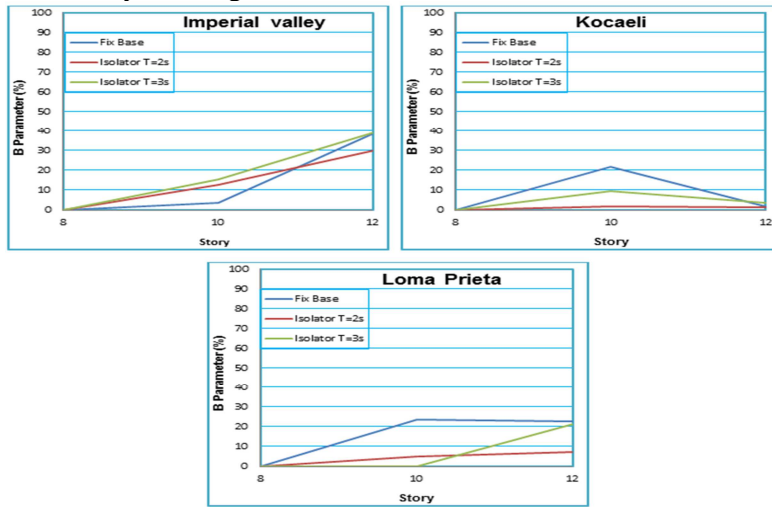 Imperial valley
B Parameter (%)
100
90
80
70
60
50
40
30
20
10
0
Fix Base
Isolator T=2s
Isolator T=3s
8
10
12
Story
Kocaeli
B Parameter (%)
100
90
80
70
60
50
40
30
20
10
0
Fix Base
Isolator T=2s
Isolator T=3s
8
10
12
Story
Loma Prieta
B Parameter (%)
100
90
80
70
60
50
40
30
20
10
0
Fix Base
Isolator T=2s
Isolator T=3s
8
10
12
Story